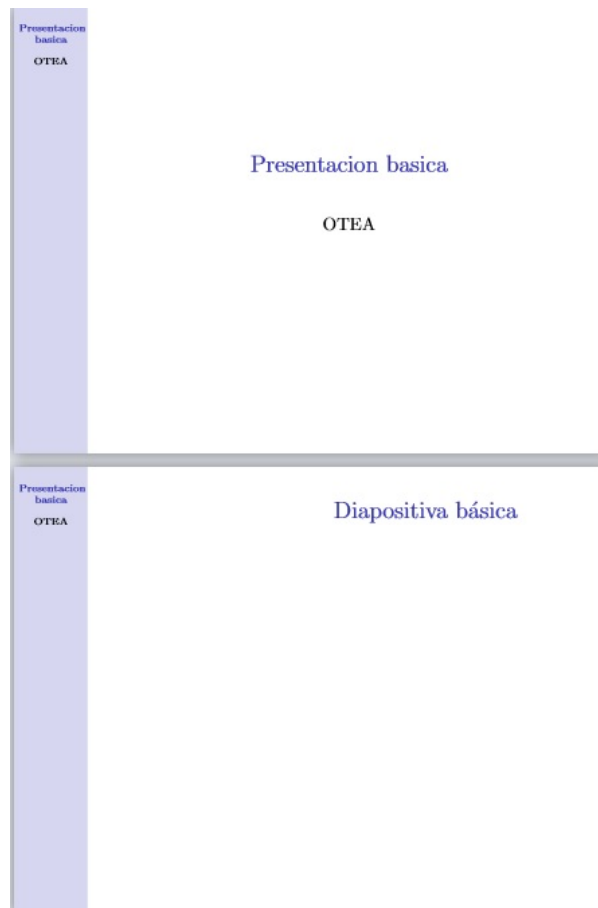 Presentacion
basica
OTEA
Presentacion basica
OTEA
Presentacion
basica
OTEA
Diapositiva básica